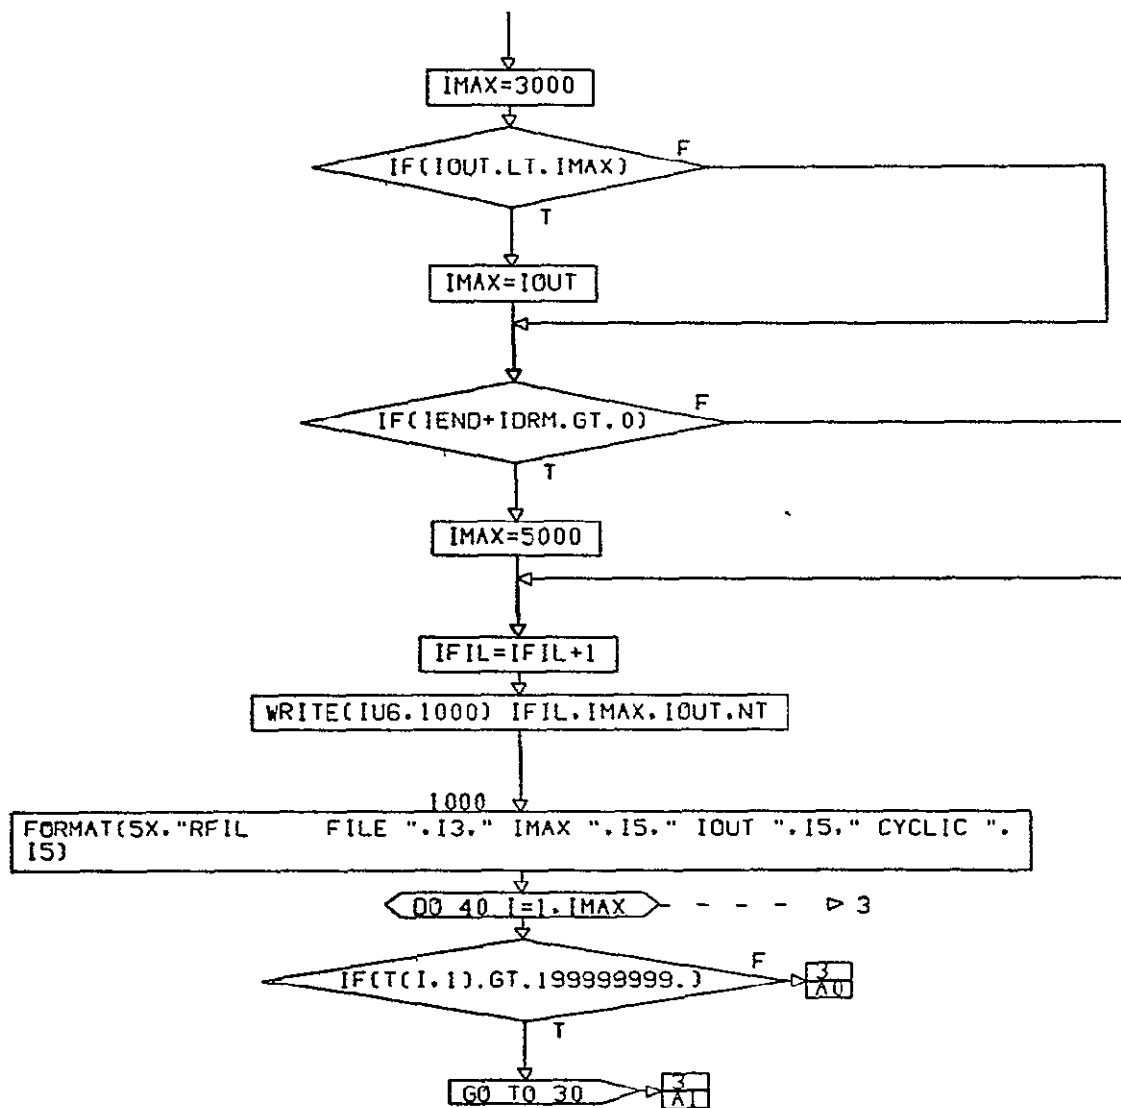 IMAX=3000
IF(IOUT.LT.IMAX)
F
T
IMAX=IOUT
IF(IEND+IDRM.GT.0)
F
T
IMAX=5000
IFIL=IFIL+1
WRITE(IU6.1000) IFIL.IMAX.IOUT.NT
1000
FORMAT(5X."RFIL      FILE ".I3." IMAX ".I5." IOUT ".I5." CYCLIC ".
I5)
DO 40 I=1.IMAX
3
IF(T(I.1).GT.199999999.)
F
3
A0
T
GO TO 30
3
A1